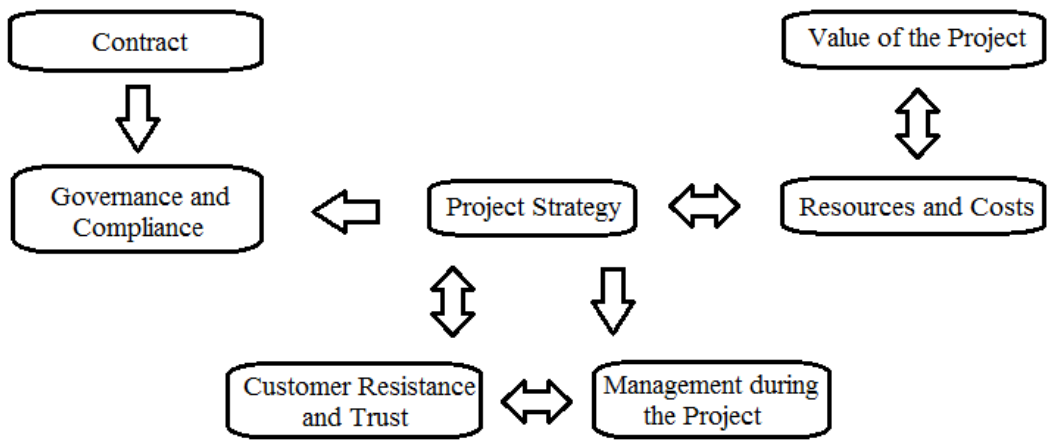 Contract
Value of the Project
Governance and
Compliance
Project Strategy
Resources and Costs
Customer Resistance
and Trust
Management during
the Project